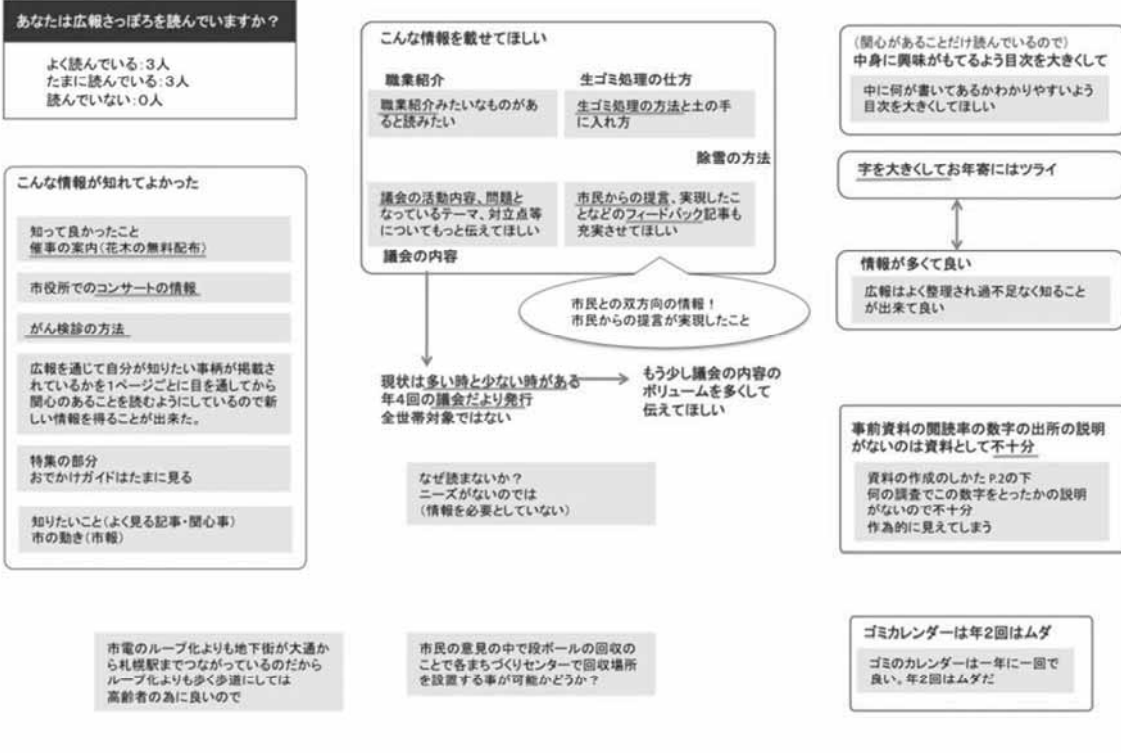 あなたは広報さっぽろを読んでいますか?
よく読んでいる:3人
たまに読んでいる:3人
読んでいない:0人
こんな情報が知れてよかった
知って良かったこと
催事の案内(花木の無料配布)
市役所でのコンサートの情報
がん検診の方法
広報を通じて自分が知りたい事柄が掲載さ
れているかを1ページごとに目を通してから
関心のあることを読むようにしているので新
しい情報を得ることが出来た。
特集の部分
おでかけガイドはたまに見る
知りたいこと(よく見る記事・関心事)
市の動き(市報)
こんな情報を載せてほしい
職業紹介
職業紹介みたいなものがあ
ると読みたい
生ゴミ処理の仕方
生ゴミ処理の方法と土の手
に入れ方
除雪の方法
議会の活動内容、問題と
なっているテーマ、対立点等
についてもっと伝えてほしい
議会の内容
市民からの提言、実現したこ
となどのフィードバック記事も
充実させてほしい
市民との双方向の情報!
市民からの提言が実現したこと
現状は多い時と少ない時がある
年4回の議会だより発行
全世帯対象ではない
もう少し議会の内容の
ボリュームを多くして
伝えてほしい
なぜ読まないか?
ニーズがないのでは
(情報を必要としていない)
(関心があることだけ読んでいるので)
中身に興味がもてるよう目次を大きくして
中に何が書いてあるかわかりやすいよう
目次を大きくしてほしい
字を大きくしてお年寄にはツライ
情報が多くて良い
広報はよく整理され過不足なく知ること
が出来て良い
事前資料の閲読率の数字の出所の説明
がないのは資料として不十分
資料の作成のしかた P.2の下
何の調査でこの数字をとったかの説明
がないので不十分
作為的に見えてしまう
市電のループ化よりも地下街が大通か
ら札幌駅までつながっているのだから
ループ化よりも歩く歩道にしては
高齢者の為に良いので
市民の意見の中で段ボールの回収の
ことで各まちづくりセンターで回収場所
を設置する事が可能かどうか?
ゴミカレンダーは年2回はムダ
ゴミのカレンダーは一年に一回で
良い。年2回はムダだ